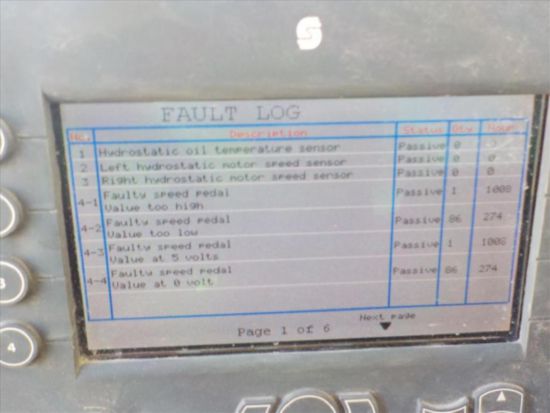 FAULT LOG
No. Description Status Qty Hour
1 Hydrostatic oil temperature sensor Passive 0 0
2 Left hydrostatic motor speed sensor Passive 0 0
3 Right hydrostatic motor speed sensor Passive 0 0
4-1 Faulty speed pedal Passive 1 1008
Value too high
4-2 Faulty speed pedal Passive 86 274
Value too low
4-3 Faulty speed pedal Passive 1 1008
Value at 5 volts
4-4 Faulty speed pedal Passive 86 274
Value at 0 volt
Next page
Page 1 of 6
3
4